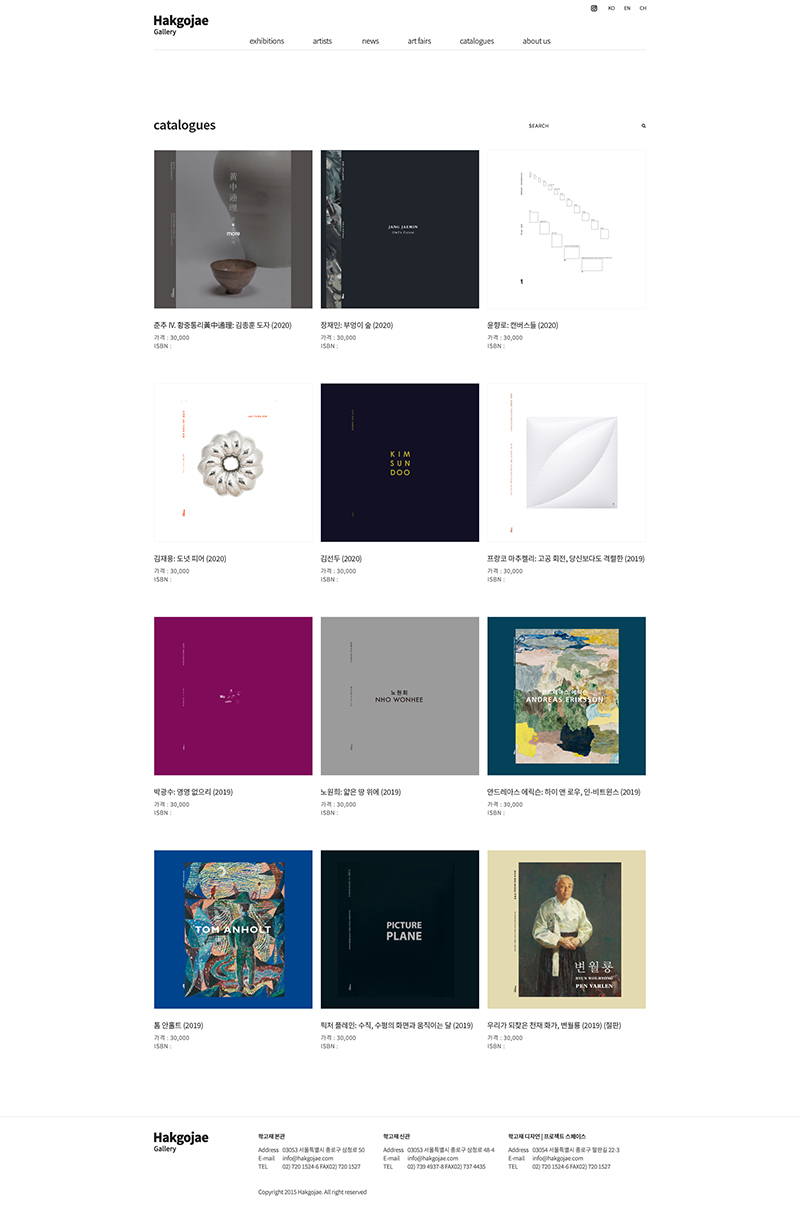 KO EN CH
Hakgojae
Gallery
exhibitions artists news art fairs catalogues about us
catalogues
SEARCH
黃中通理
more
JANG JAEMIN
1
춘추 IV. 황중통리黃中通理: 김종훈 도자 (2020)
가격 : 30,000
ISBN :
장재민: 부엉이 숲 (2020)
가격 : 30,000
ISBN :
윤향로: 캔버스들 (2020)
가격 : 30,000
ISBN :
KIM
SUN
DOO
김재용: 도넛 피어 (2020)
가격 : 30,000
ISBN :
김선두 (2020)
가격 : 30,000
ISBN :
프랑코 마추켈리: 고공 회전, 당신보다도 격렬한 (2019)
가격 : 30,000
ISBN :
노원희
NHO WONHEE
안드레아스 에릭슨
ANDREAS ERIKSSON
박광수: 영영 없으리 (2019)
가격 : 30,000
ISBN :
노원희: 얇은 땅 위에 (2019)
가격 : 30,000
ISBN :
안드레아스 에릭슨: 하이 앤 로우, 인-비트윈스 (2019)
가격 : 30,000
ISBN :
TOM ANHOLT
PICTURE
PLANE
변월룡
BYUN WOLRYONG
PEN VARLEN
톰 안홀트 (2019)
가격 : 30,000
ISBN :
픽처 플레인: 수직, 수평의 화면과 움직이는 달 (2019)
가격 : 30,000
ISBN :
우리가 되찾은 천재 화가, 변월룡 (2019) [절판]
가격 : 30,000
ISBN :
Hakgojae
Gallery
학고재 본관
Address 03053 서울특별시 종로구 삼청로 50
E-mail info@hakgojae.com
TEL 02) 720 1524-6 FAX02) 720 1527
학고재 신관
Address 03053 서울특별시 종로구 삼청로 48-4
E-mail info@hakgojae.com
TEL 02) 739 4937-8 FAX02) 737 4435
학고재 디자인 | 프로젝트 스페이스
Address 03054 서울특별시 종로구 팔판길 22-3
E-mail info@hakgojae.com
TEL 02) 720 1524-6 FAX02) 720 1527
Copyright 2015 Hakgojae. All right reserved